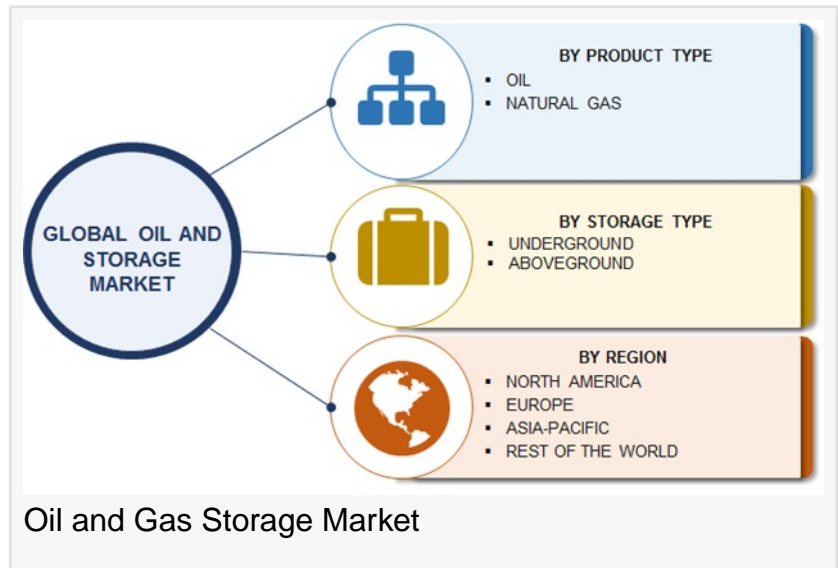 GLOBAL OIL AND
STORAGE
MARKET
BY PRODUCT TYPE
▪ OIL
▪ NATURAL GAS
BY STORAGE TYPE
▪ UNDERGROUND
▪ ABOVEGROUND
BY REGION
▪ NORTH AMERICA
▪ EUROPE
▪ ASIA-PACIFIC
▪ REST OF THE WORLD
Oil and Gas Storage Market